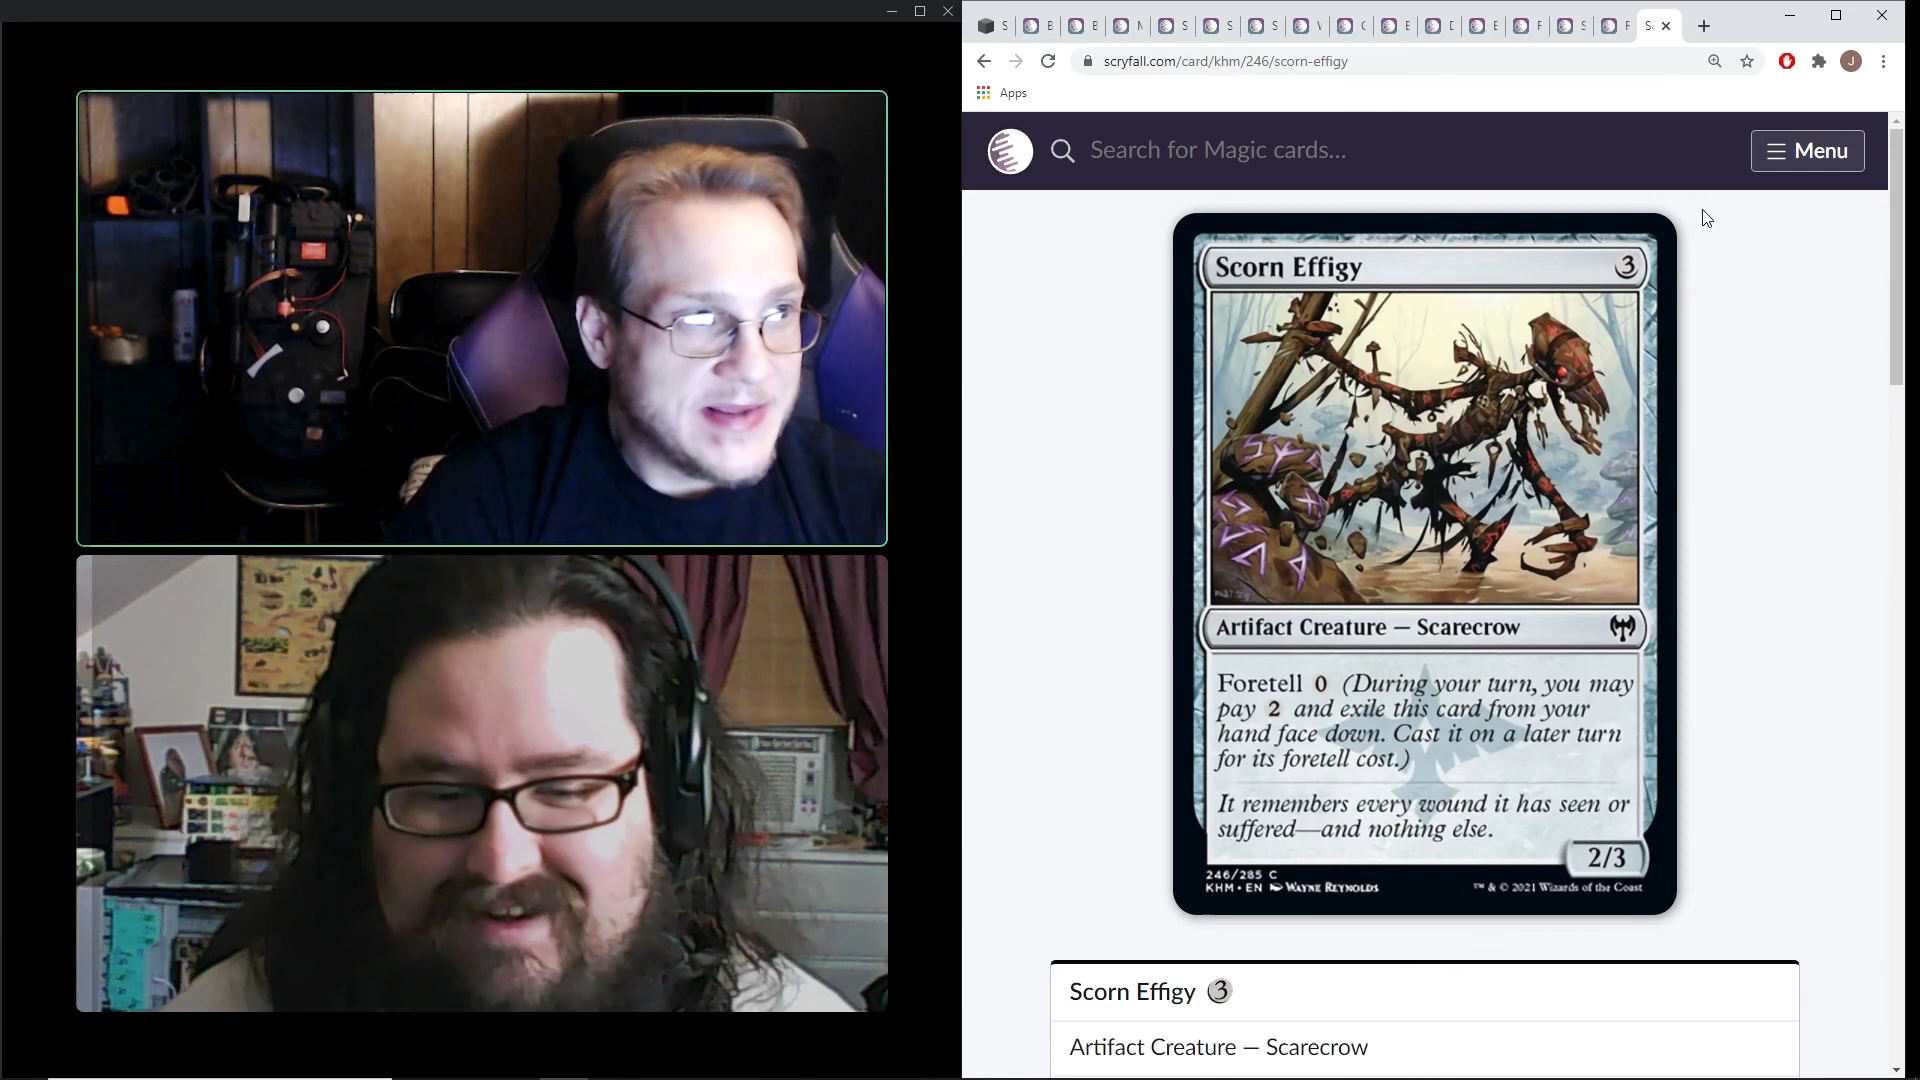 scryfall.com/card/khm/246/scorn-effigy
J
Apps
Search for Magic cards...
Menu
Scorn Effigy 3
Artifact Creature — Scarecrow
Foretell 0 (During your turn, you may
pay 2 and exile this card from your
hand face down. Cast it on a later turn
for its foretell cost.)
It remembers every wound it has seen or
suffered—and nothing else.
2/3
246/285 C
KHM • EN Wayne Reynolds
™ & © 2021 Wizards of the Coast
Scorn Effigy 3
Artifact Creature — Scarecrow